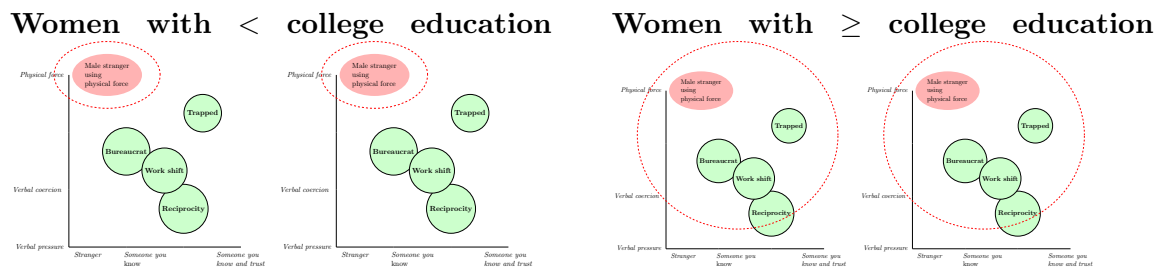 Women with < college education
Women with ≥ college education
Physical force
Male stranger
using
physical force
Trapped
Bureaucrat
Work shift
Verbal coercion
Reciprocity
Verbal pressure
Stranger
Someone you
know
Someone you
know and trust
Physical force
Male stranger
using
physical force
Trapped
Bureaucrat
Work shift
Verbal coercion
Reciprocity
Verbal pressure
Stranger
Someone you
know
Someone you
know and trust
Physical force
Male stranger
using
physical force
Trapped
Bureaucrat
Work shift
Verbal coercion
Reciprocity
Verbal pressure
Stranger
Someone you
know
Someone you
know and trust
Physical force
Male stranger
using
physical force
Trapped
Bureaucrat
Work shift
Verbal coercion
Reciprocity
Verbal pressure
Stranger
Someone you
know
Someone you
know and trust